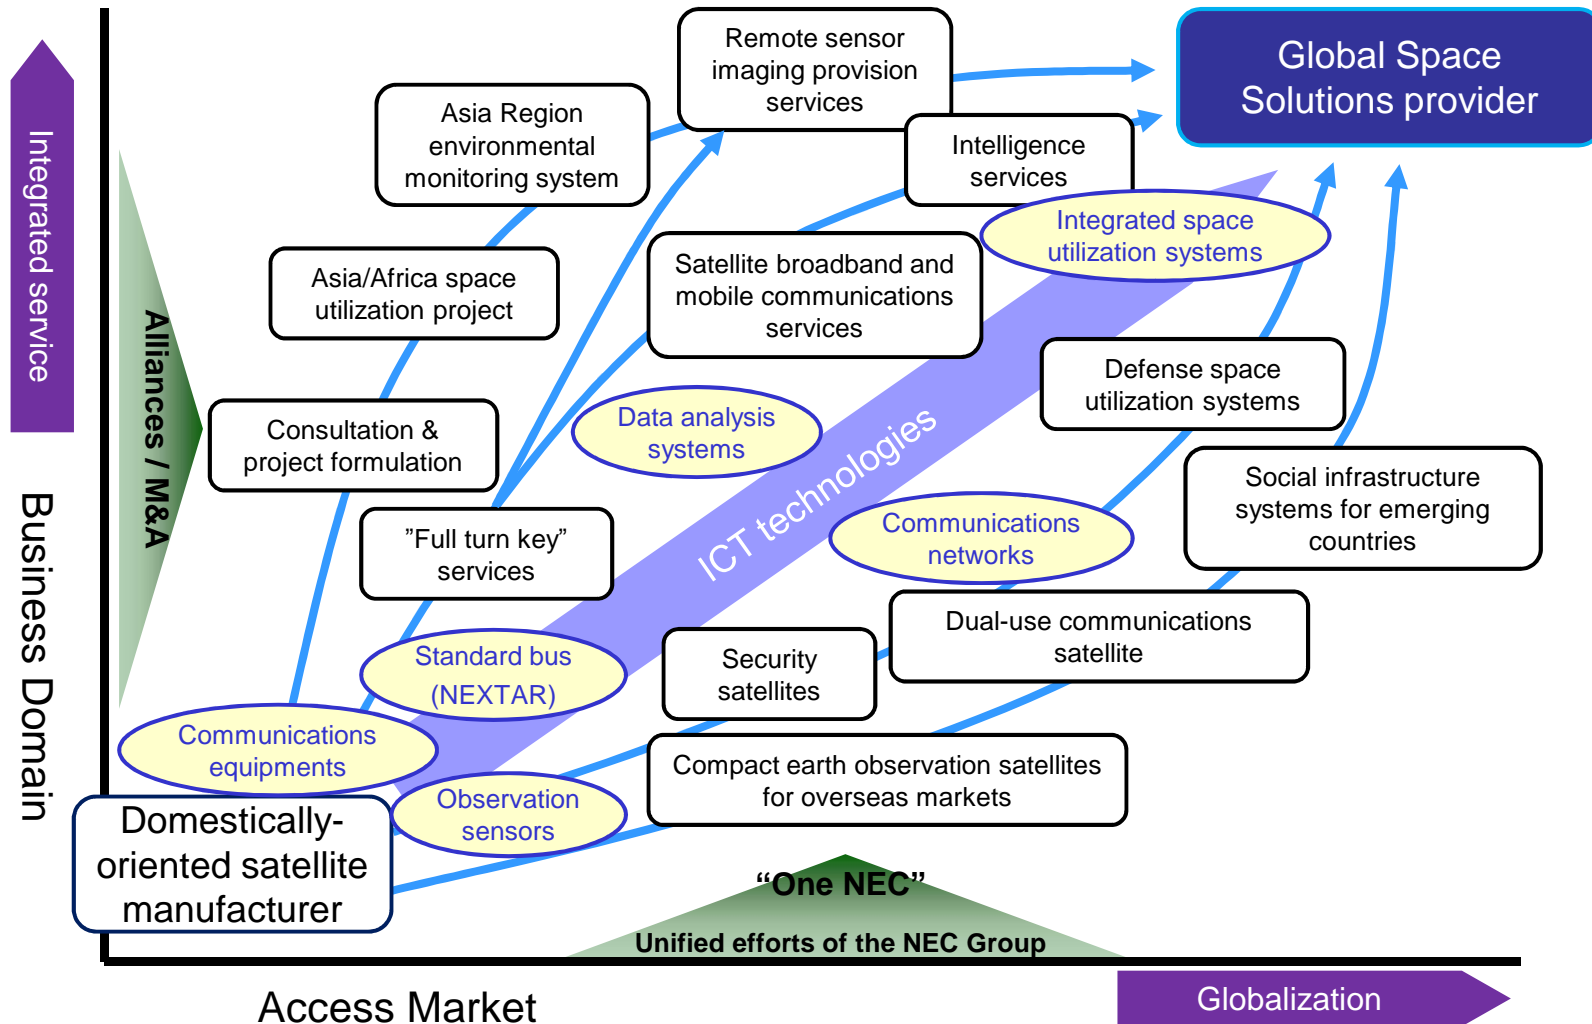 Remote sensor
imaging provision
services
Global Space
Solutions provider
Asia Region
environmental
monitoring system
Intelligence
services
Integrated service
Integrated space
utilization systems
Asia/Africa space
utilization project
Satellite broadband and
mobile communications
services
Alliances / M&A
Defense space
utilization systems
Data analysis
systems
Consultation &
project formulation
ICT technologies
Social infrastructure
systems for emerging
countries
Business Domain
”Full turn key”
services
Communications
networks
Dual-use communications
satellite
Standard bus
(NEXTAR)
Security
satellites
Communications
equipments
Compact earth observation satellites
for overseas markets
Observation
sensors
Domestically-
oriented satellite
manufacturer
“One NEC”
Unified efforts of the NEC Group
Access Market
Globalization